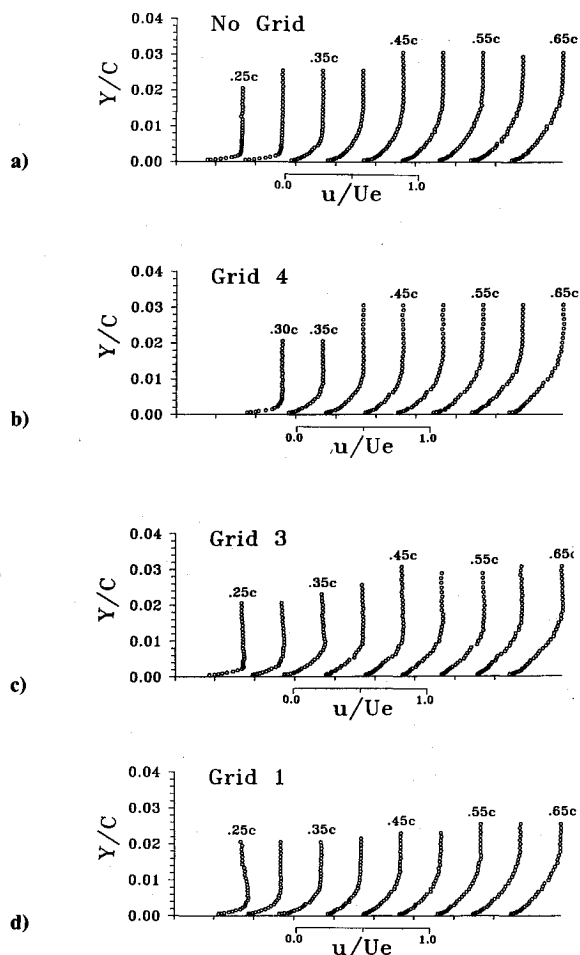 No Grid
Y/C
0.04
0.03
0.02
0.01
0.00
.25c
.35c
.45c
.55c
.65c
0.0
1.0
u/Ue
a)
Grid 4
Y/C
0.04
0.03
0.02
0.01
0.00
.30c
.35c
.45c
.55c
.65c
0.0
1.0
u/Ue
b)
Grid 3
Y/C
0.04
0.03
0.02
0.01
0.00
.25c
.35c
.45c
.55c
.65c
0.0
1.0
u/Ue
c)
Grid 1
Y/C
0.04
0.03
0.02
0.01
0.00
.25c
.35c
.45c
.55c
.65c
0.0
1.0
u/Ue
d)